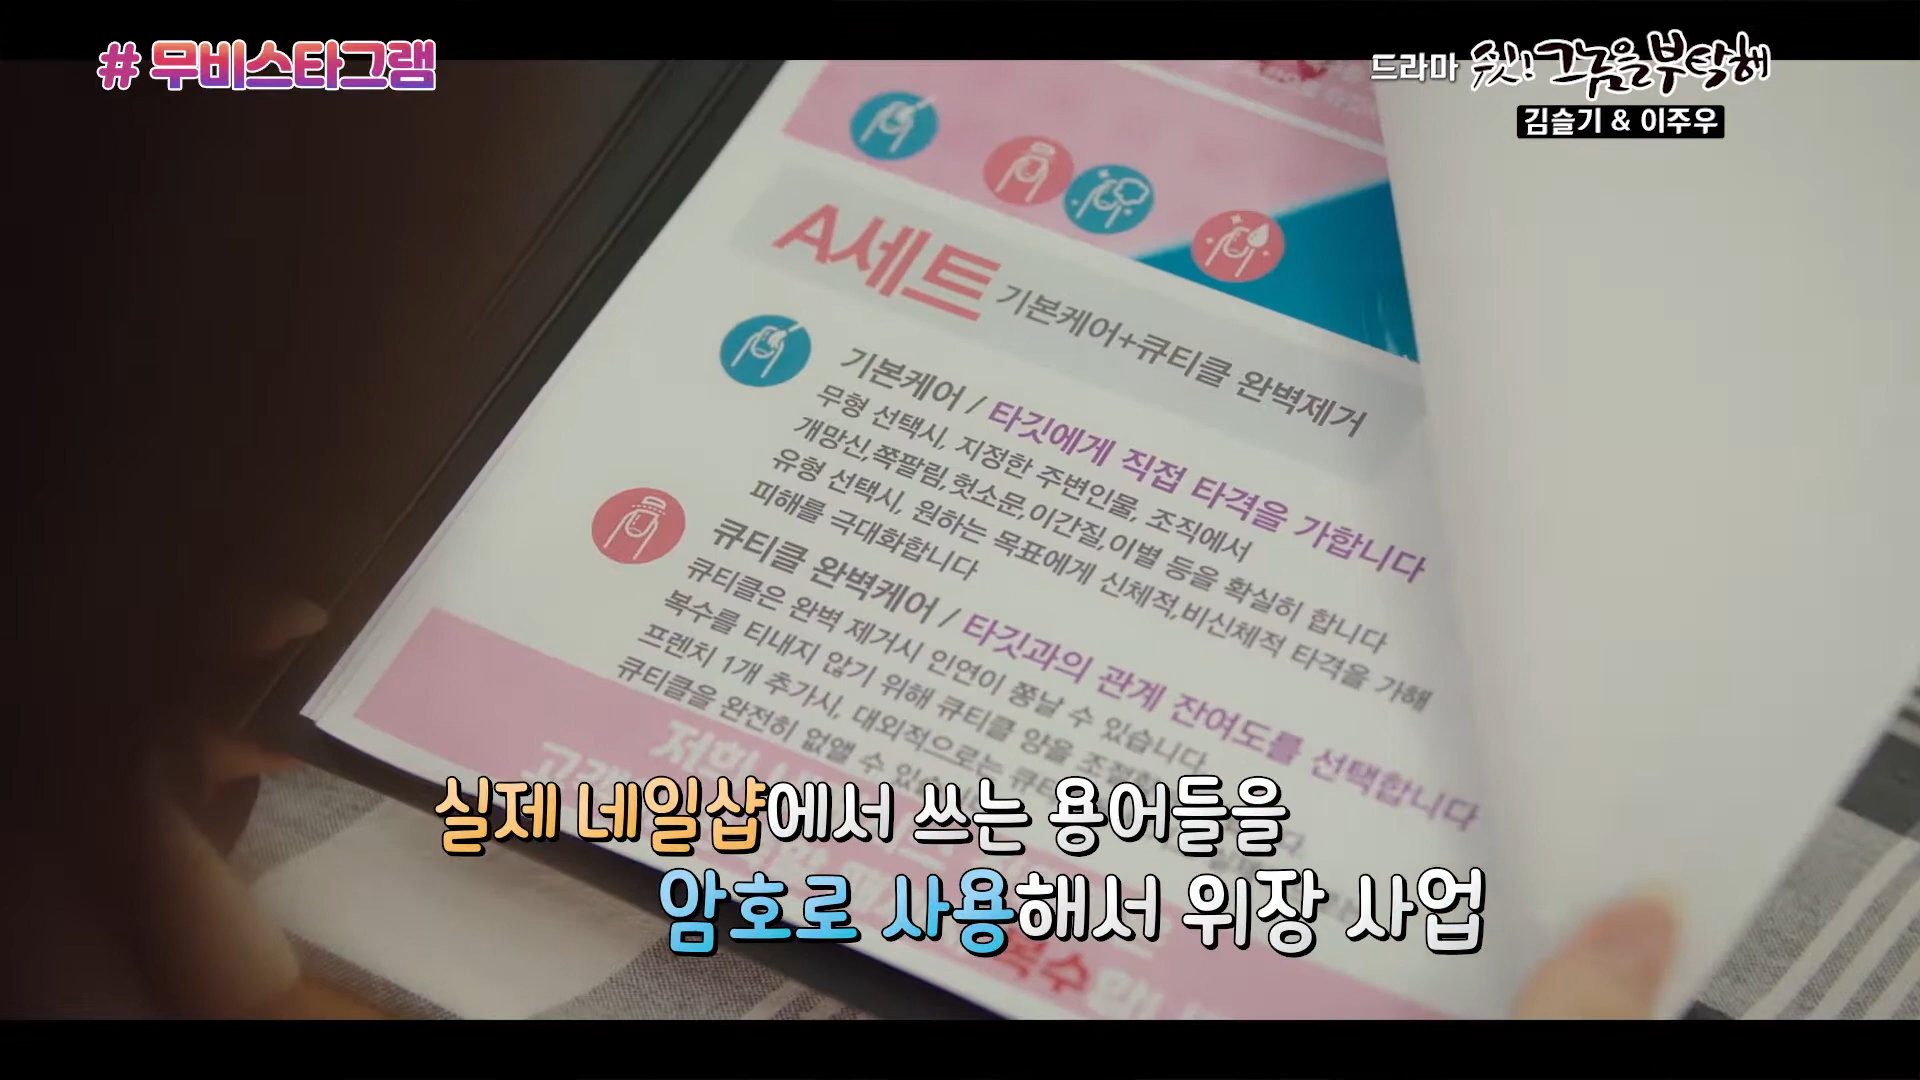 # 무비스타그램
드라마 쉿! 그놈을 부탁해
김슬기 & 이주우
A세트 기본케어+큐티클 완벽제거
기본케어 / 타깃에게 직접 타격을 가합니다
무형 선택시, 지정한 주변인물, 조직에서
개망신,쪽팔림,헛소문,이간질,이별 등을 확실히 합니다
유형 선택시, 원하는 목표에게 신체적,비신체적 타격을 가해
피해를 극대화합니다
큐티클 완벽케어 / 타깃과의 관계 잔여도를 선택합니다
큐티클은 완벽 제거시 인연이 쫑날 수 있습니다
복수를 티내지 않기 위해 큐티클 양을
프렌치 1개 추가시, 대외적으로는
큐티클을 완전히 없앨 수
실제 네일샵에서 쓰는 용어들을
암호로 사용해서 위장 사업